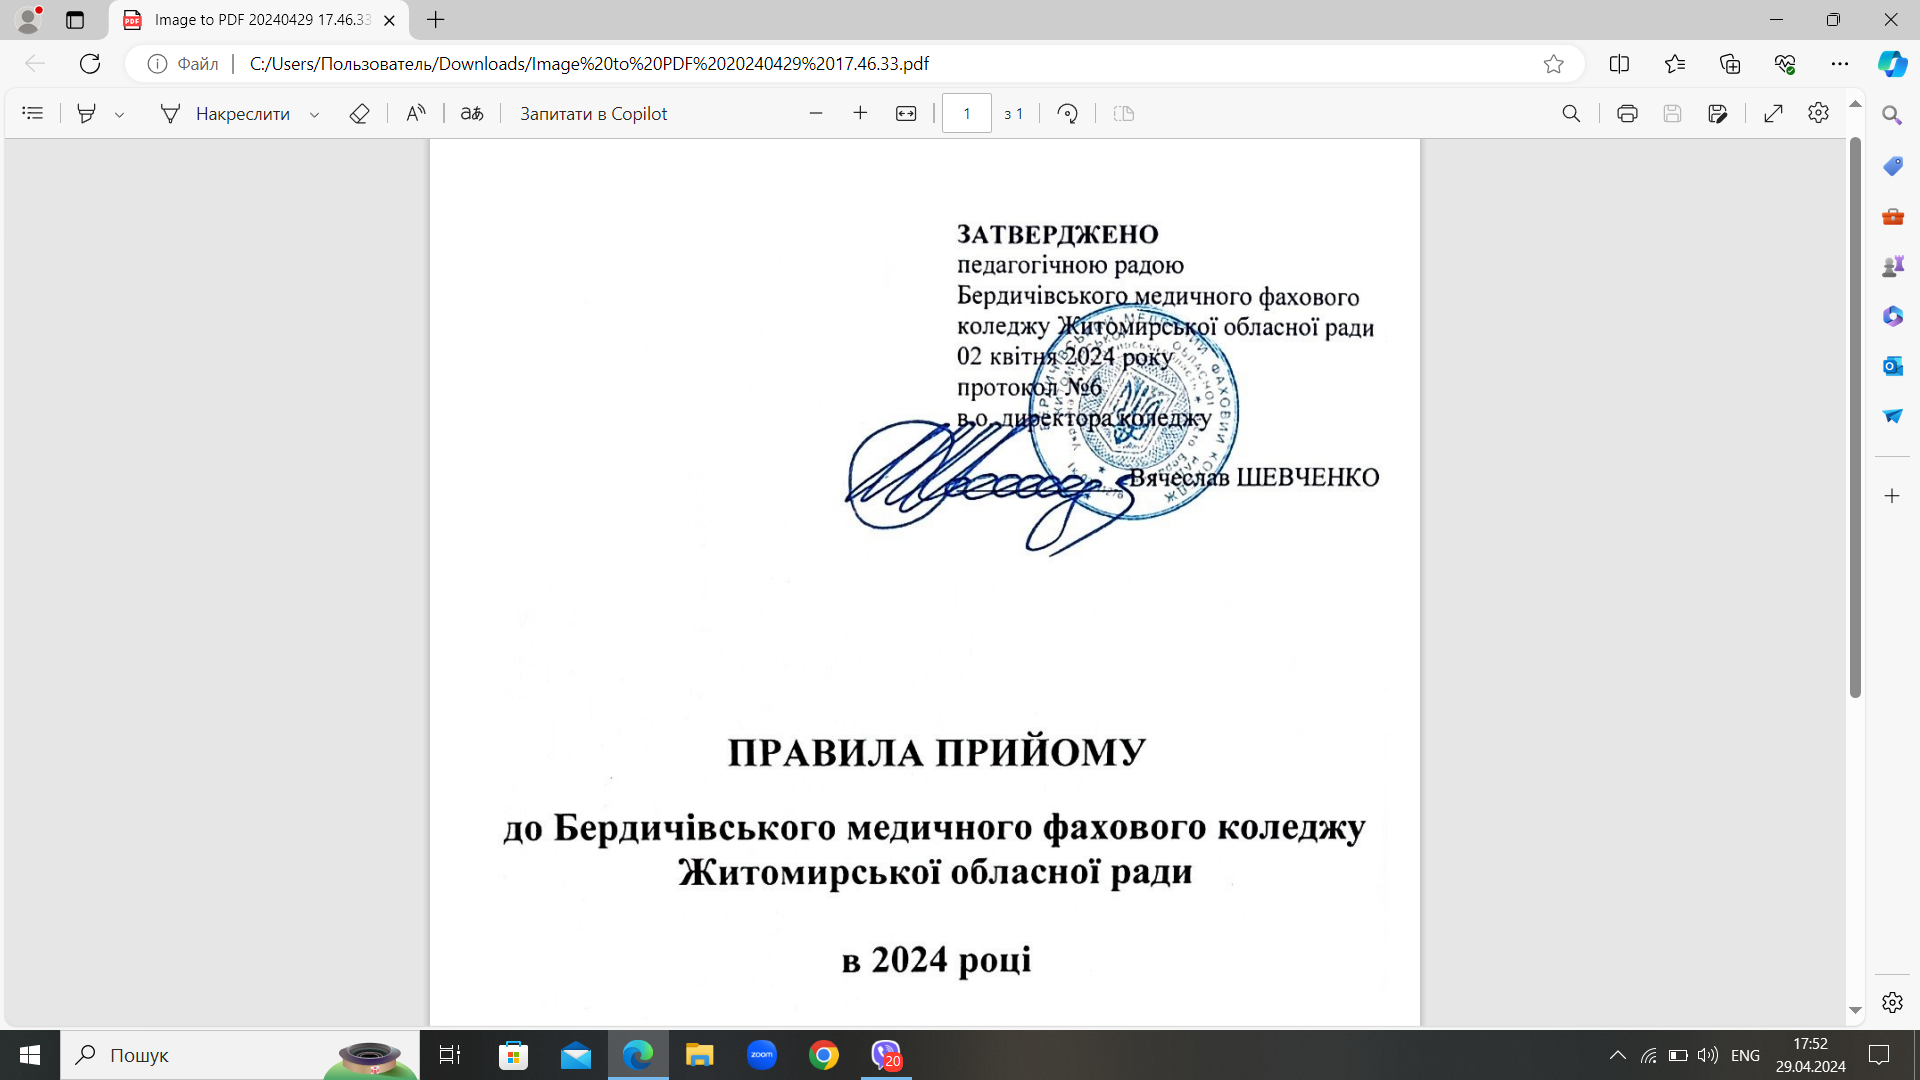 Image to PDF 20240429 17.46.33
Файл
C:/Users/Пользователь/Downloads/Image%20to%20PDF%2020240429%2017.46.33.pdf
Накреслити
Запитати в Copilot
1
з 1
ЗАТВЕРДЖЕНО
педагогічною радою
Бердичівського медичного фахового
коледжу Житомирської обласної ради
02 квітня 2024 року
протокол №6
в.о. директора коледжу
Вячеслав ШЕВЧЕНКО
ПРАВИЛА ПРИЙОМУ
до Бердичівського медичного фахового коледжу
Житомирської обласної ради
в 2024 році
Пошук
zoom
20
ENG
17:52
29.04.2024